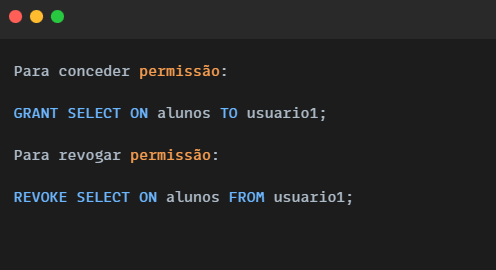 Para conceder permissão:
GRANT SELECT ON alunos TO usuario1;
Para revogar permissão:
REVOKE SELECT ON alunos FROM usuario1;